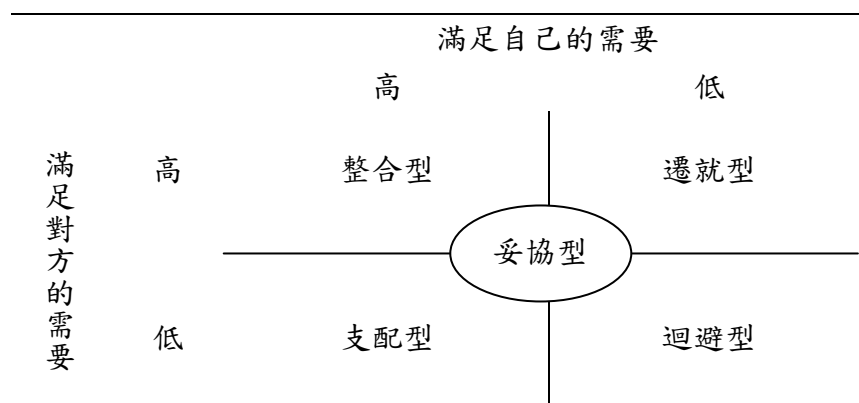 滿足自己的需要
高 低
滿足對方的需要
高 整合型 遷就型
妥協型
低 支配型 迴避型